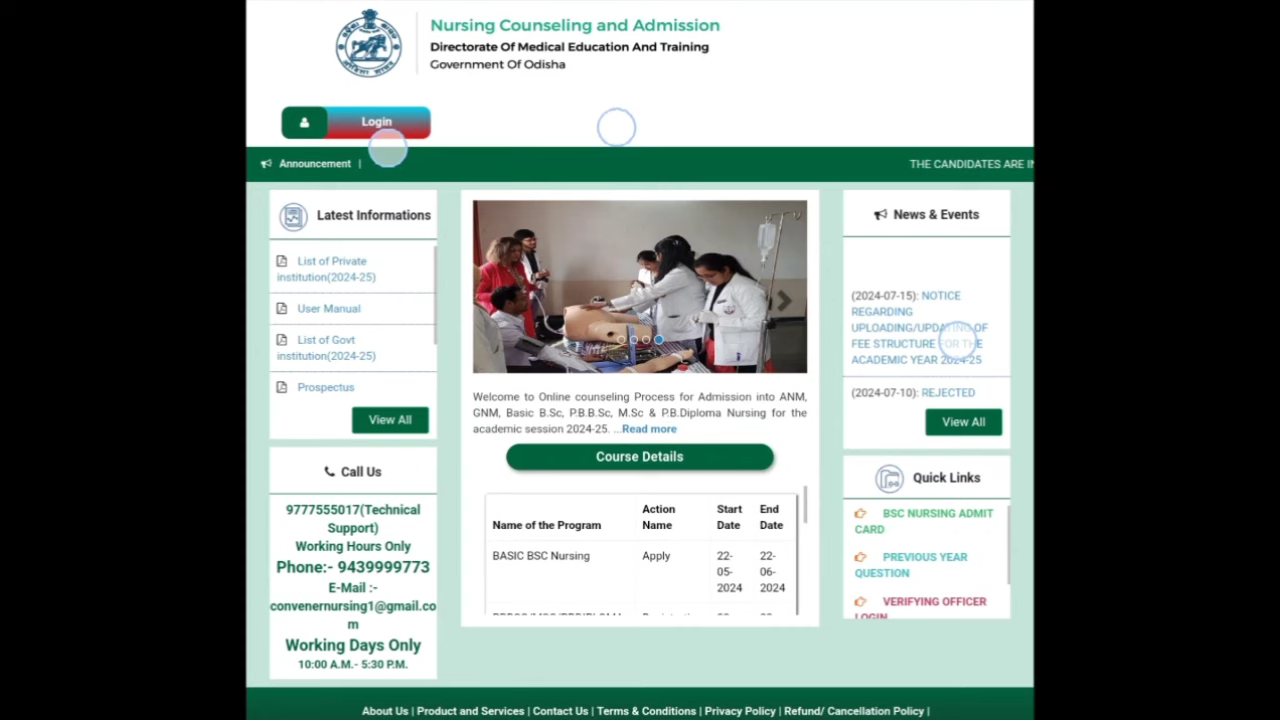 Nursing Counseling and Admission
Directorate Of Medical Education And Training
Government Of Odisha
Login
Announcement |
THE CANDIDATES ARE
Latest Informations
List of Private
institution(2024-25)
User Manual
List of Govt
institution(2024-25)
Prospectus
View All
Call Us
9777555017(Technical
Support)
Working Hours Only
Phone:- 9439999773
E-Mail :-
convenernursing1@gmail.co
m
Working Days Only
10:00 A.M.- 5:30 P.M.
Welcome to Online counseling Process for Admission into ANM,
GNM, Basic B.Sc, P.B.B.Sc, M.Sc & P.B.Diploma Nursing for the
academic session 2024-25. ...Read more
Course Details
Name of the Program
Action
Name
Start
Date
End
Date
BASIC BSC Nursing
Apply
22-
05-
2024
22-
06-
2024
News & Events
(2024-07-15): NOTICE
REGARDING
UPLOADING/UPDATING OF
FEE STRUCTURE FOR THE
ACADEMIC YEAR 2024-25
(2024-07-10): REJECTED
View All
Quick Links
BSC NURSING ADMIT
CARD
PREVIOUS YEAR
QUESTION
VERIFYING OFFICER
LOGIN
About Us | Product and Services | Contact Us | Terms & Conditions | Privacy Policy | Refund/ Cancellation Policy |